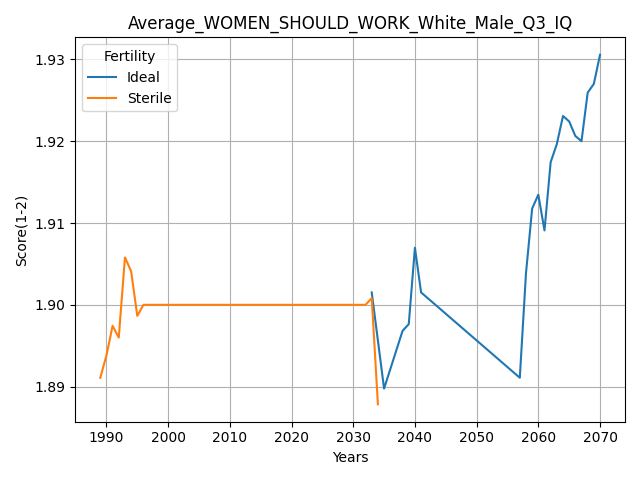 Average_WOMEN_SHOULD_WORK_White_Male_Q3_IQ
Fertility
Ideal
Sterile
1.93
1.92
1.91
1.90
1.89
Score(1-2)
1990 2000 2010 2020 2030 2040 2050 2060 2070
Years